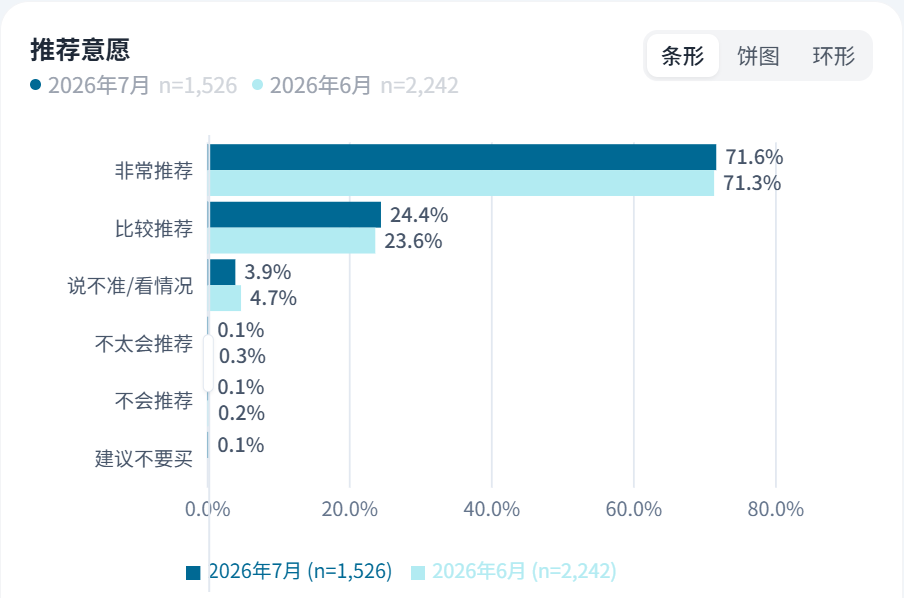 推荐意愿
条形 饼图 环形
2026年7月 n=1,526 2026年6月 n=2,242
非常推荐 71.6%
71.3%
比较推荐 24.4%
23.6%
说不准/看情况 3.9%
4.7%
不太会推荐 0.1%
0.3%
不会推荐 0.1%
0.2%
建议不要买 0.1%
0.0% 20.0% 40.0% 60.0% 80.0%
2026年7月 (n=1,526) 2026年6月 (n=2,242)